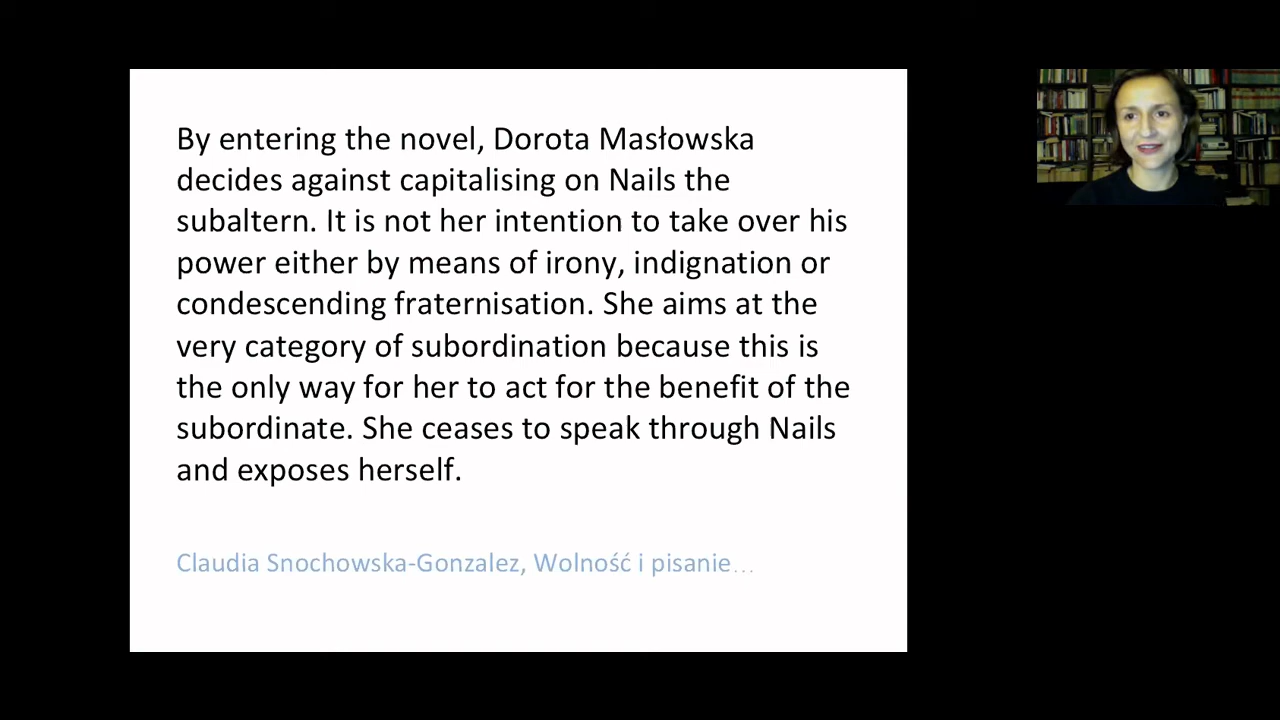 By entering the novel, Dorota Masłowska
decides against capitalising on Nails the
subaltern. It is not her intention to take over his
power either by means of irony, indignation or
condescending fraternisation. She aims at the
very category of subordination because this is
the only way for her to act for the benefit of the
subordinate. She ceases to speak through Nails
and exposes herself.
Claudia Snochowska-Gonzalez, Wolność i pisanie…